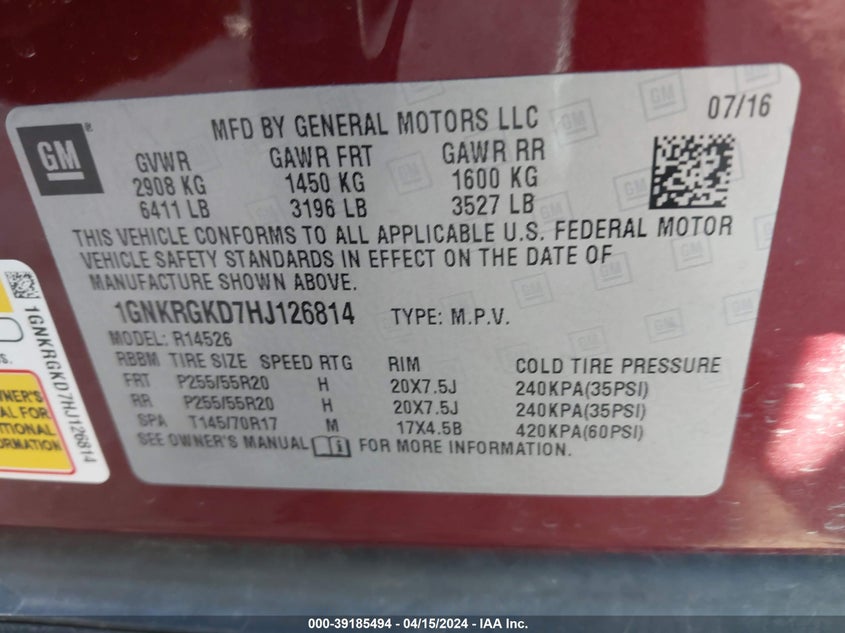 GM
MFD BY GENERAL MOTORS LLC
07/16
GVWR GAWR FRT GAWR RR
2908 KG 1450 KG 1600 KG
6411 LB 3196 LB 3527 LB
THIS VEHICLE CONFORMS TO ALL APPLICABLE U.S. FEDERAL MOTOR
VEHICLE SAFETY STANDARDS IN EFFECT ON THE DATE OF
MANUFACTURE SHOWN ABOVE.
1GNKRGKD7HJ126814 TYPE: M.P.V.
MODEL: R14526
RBBM TIRE SIZE SPEED RTG RIM COLD TIRE PRESSURE
FRT P255/55R20 H 20X7.5J 240KPA(35PSI)
RR P255/55R20 H 20X7.5J 240KPA(35PSI)
SPA T145/70R17 M 17X4.5B 420KPA(60PSI)
SEE OWNER'S MANUAL FOR MORE INFORMATION.
1GNKRGKD7HJ126814
OWNER'S
FOR
000-39185494 - 04/15/2024 - IAA Inc.